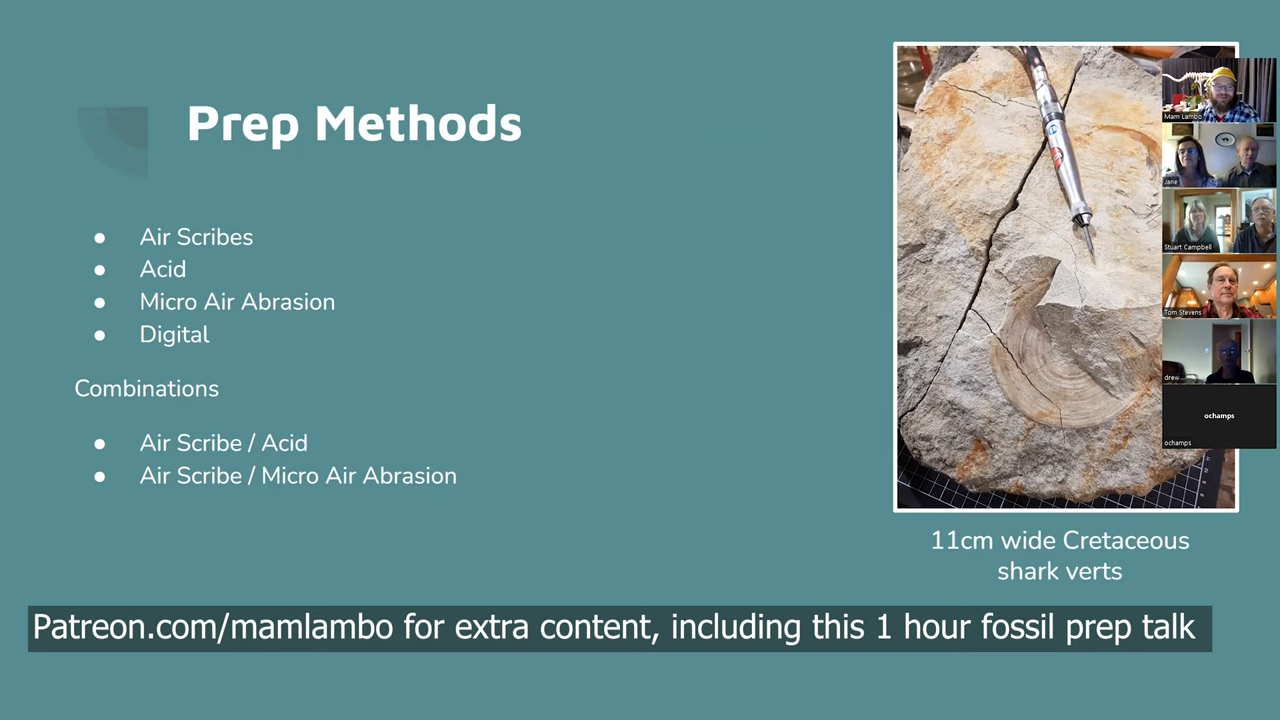 Prep Methods
● Air Scribes
● Acid
● Micro Air Abrasion
● Digital
Combinations
● Air Scribe / Acid
● Air Scribe / Micro Air Abrasion
11cm wide Cretaceous
shark verts
Mam Lambo
Jane
Stuart Campbell
Tom Stevens
drew
ochamps
ochamps
Patreon.com/mamlambo for extra content, including this 1 hour fossil prep talk